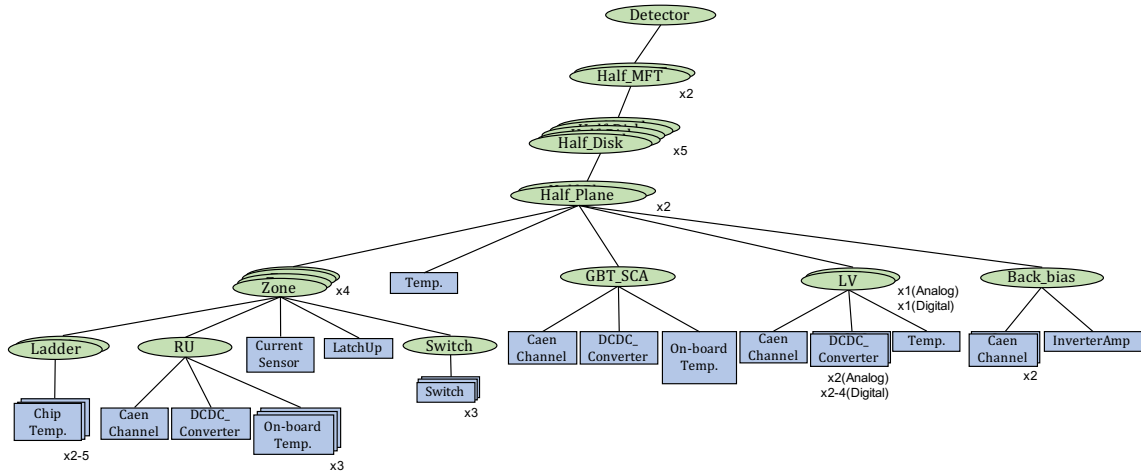 Detector
Half_MFT
x2
Half_Disk
x5
Half_Plane
x2
Zone
x4
Temp.
GBT_SCA
LV
x1(Analog)
x1(Digital)
Back_bias
Ladder
RU
Current
Sensor
LatchUp
Switch
Caen
Channel
DCDC_
Converter
On-board
Temp.
Caen
Channel
DCDC_
Converter
x2(Analog)
x2-4(Digital)
Temp.
Caen
Channel
x2
InverterAmp
Chip
Temp.
x2-5
Caen
Channel
DCDC_
Converter
On-board
Temp.
x3
Switch
x3